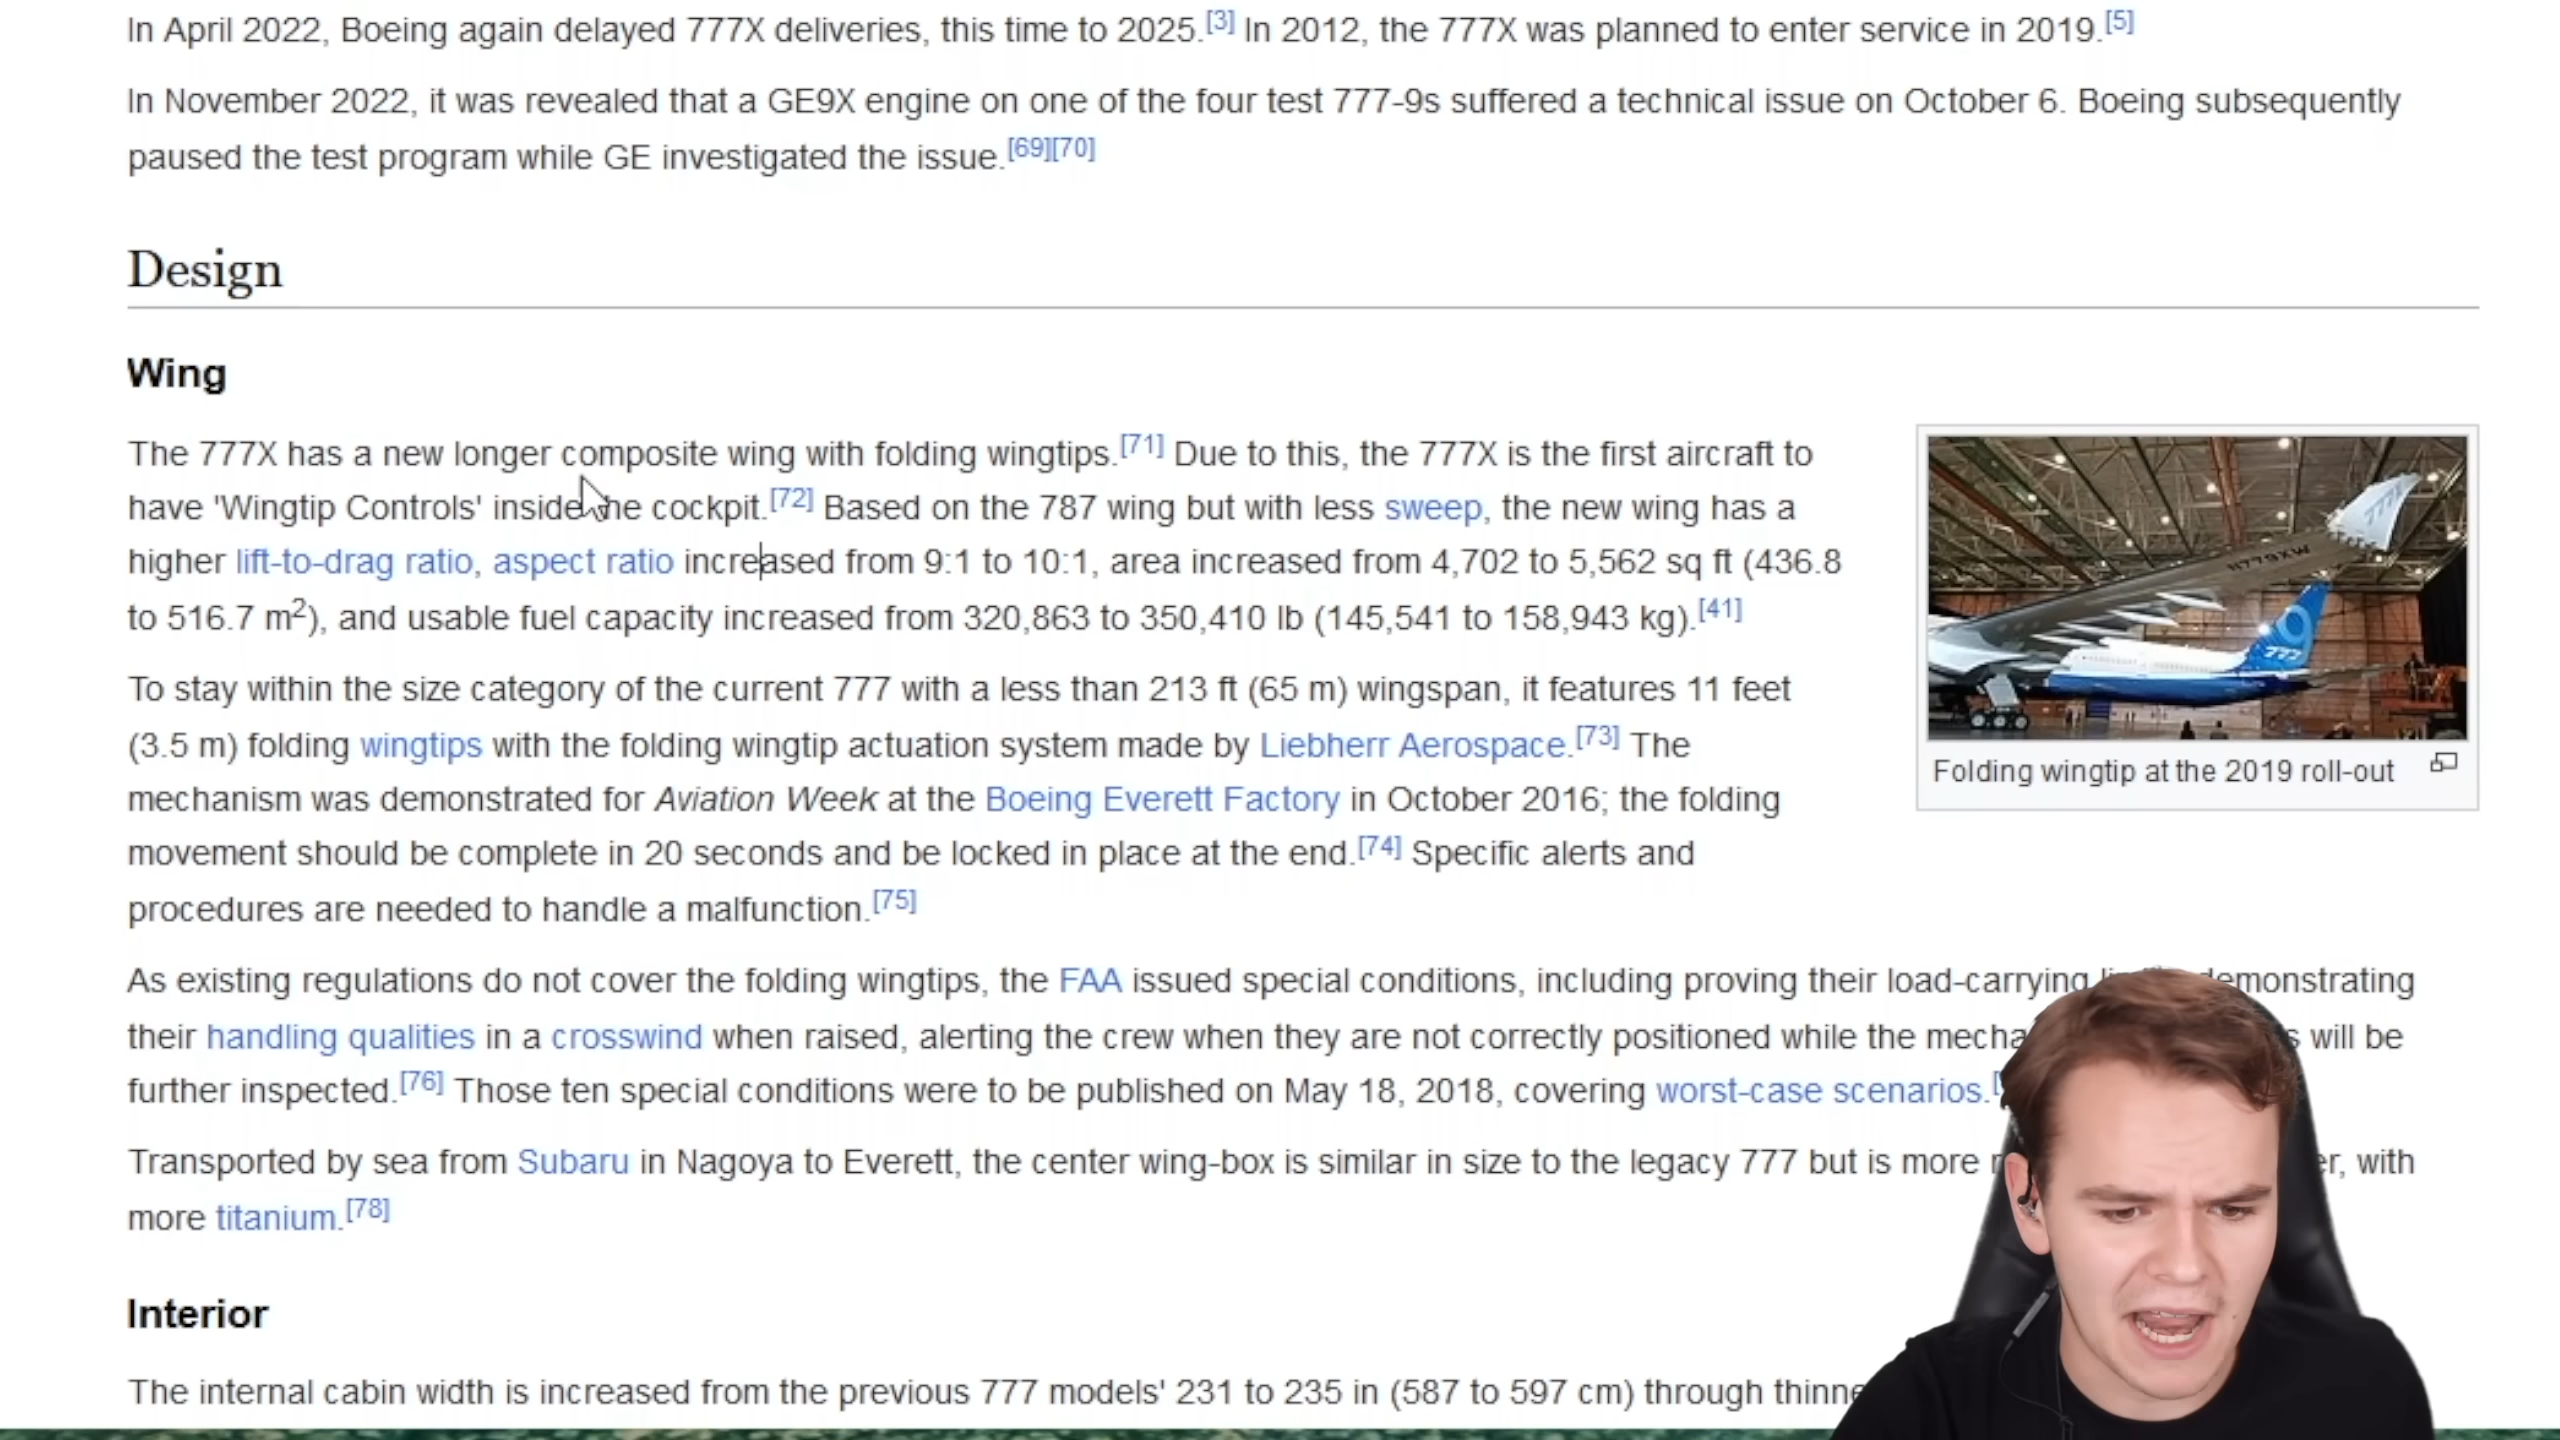 In April 2022, Boeing again delayed 777X deliveries, this time to 2025.[3] In 2012, the 777X was planned to enter service in 2019.[5]
In November 2022, it was revealed that a GE9X engine on one of the four test 777-9s suffered a technical issue on October 6. Boeing subsequently
paused the test program while GE investigated the issue.[69][70]
Design
Wing
The 777X has a new longer composite wing with folding wingtips.[71] Due to this, the 777X is the first aircraft to
have 'Wingtip Controls' inside the cockpit.[72] Based on the 787 wing but with less sweep, the new wing has a
higher lift-to-drag ratio, aspect ratio increased from 9:1 to 10:1, area increased from 4,702 to 5,562 sq ft (436.8
to 516.7 m²), and usable fuel capacity increased from 320,863 to 350,410 lb (145,541 to 158,943 kg).[41]
To stay within the size category of the current 777 with a less than 213 ft (65 m) wingspan, it features 11 feet
(3.5 m) folding wingtips with the folding wingtip actuation system made by Liebherr Aerospace.[73] The
mechanism was demonstrated for Aviation Week at the Boeing Everett Factory in October 2016; the folding
movement should be complete in 20 seconds and be locked in place at the end.[74] Specific alerts and
procedures are needed to handle a malfunction.[75]
777X
N779XW
9
777
Folding wingtip at the 2019 roll-out
As existing regulations do not cover the folding wingtips, the FAA issued special conditions, including proving their load-carrying demonstrating
their handling qualities in a crosswind when raised, alerting the crew when they are not correctly positioned while the will be
further inspected.[76] Those ten special conditions were to be published on May 18, 2018, covering worst-case scenarios.
Transported by sea from Subaru in Nagoya to Everett, the center wing-box is similar in size to the legacy 777 but is more with
more titanium.[78]
Interior
The internal cabin width is increased from the previous 777 models' 231 to 235 in (587 to 597 cm) through